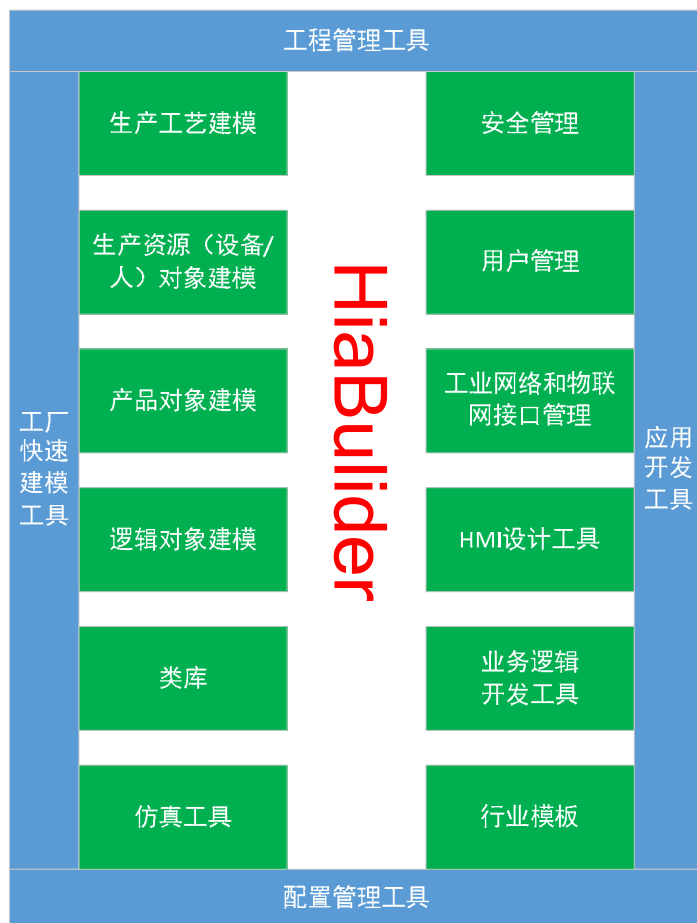 工程管理工具
工厂
快速
建模
工具
生产工艺建模
生产资源（设备/
人）对象建模
产品对象建模
逻辑对象建模
类库
仿真工具
HiaBulider
安全管理
用户管理
工业网络和物联
网接口管理
HMI设计工具
业务逻辑
开发工具
行业模板
应用
开发
工具
配置管理工具